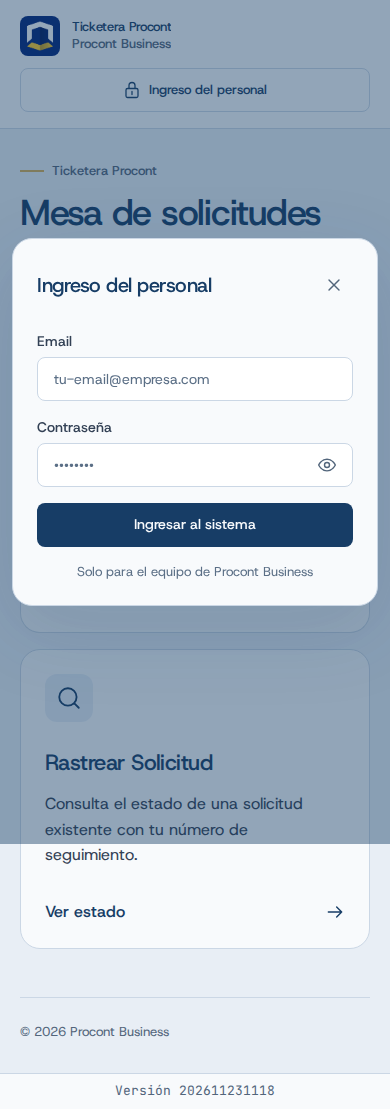 Ticketera Procont
Procont Business
Ingreso del personal
Ticketera Procont
Mesa de solicitudes
Ingreso del personal
Email
tu-email@empresa.com
Contraseña
••••••••
Ingresar al sistema
Solo para el equipo de Procont Business
Rastrear Solicitud
Consulta el estado de una solicitud
existente con tu número de
seguimiento.
Ver estado
© 2026 Procont Business
Versión 202611231118